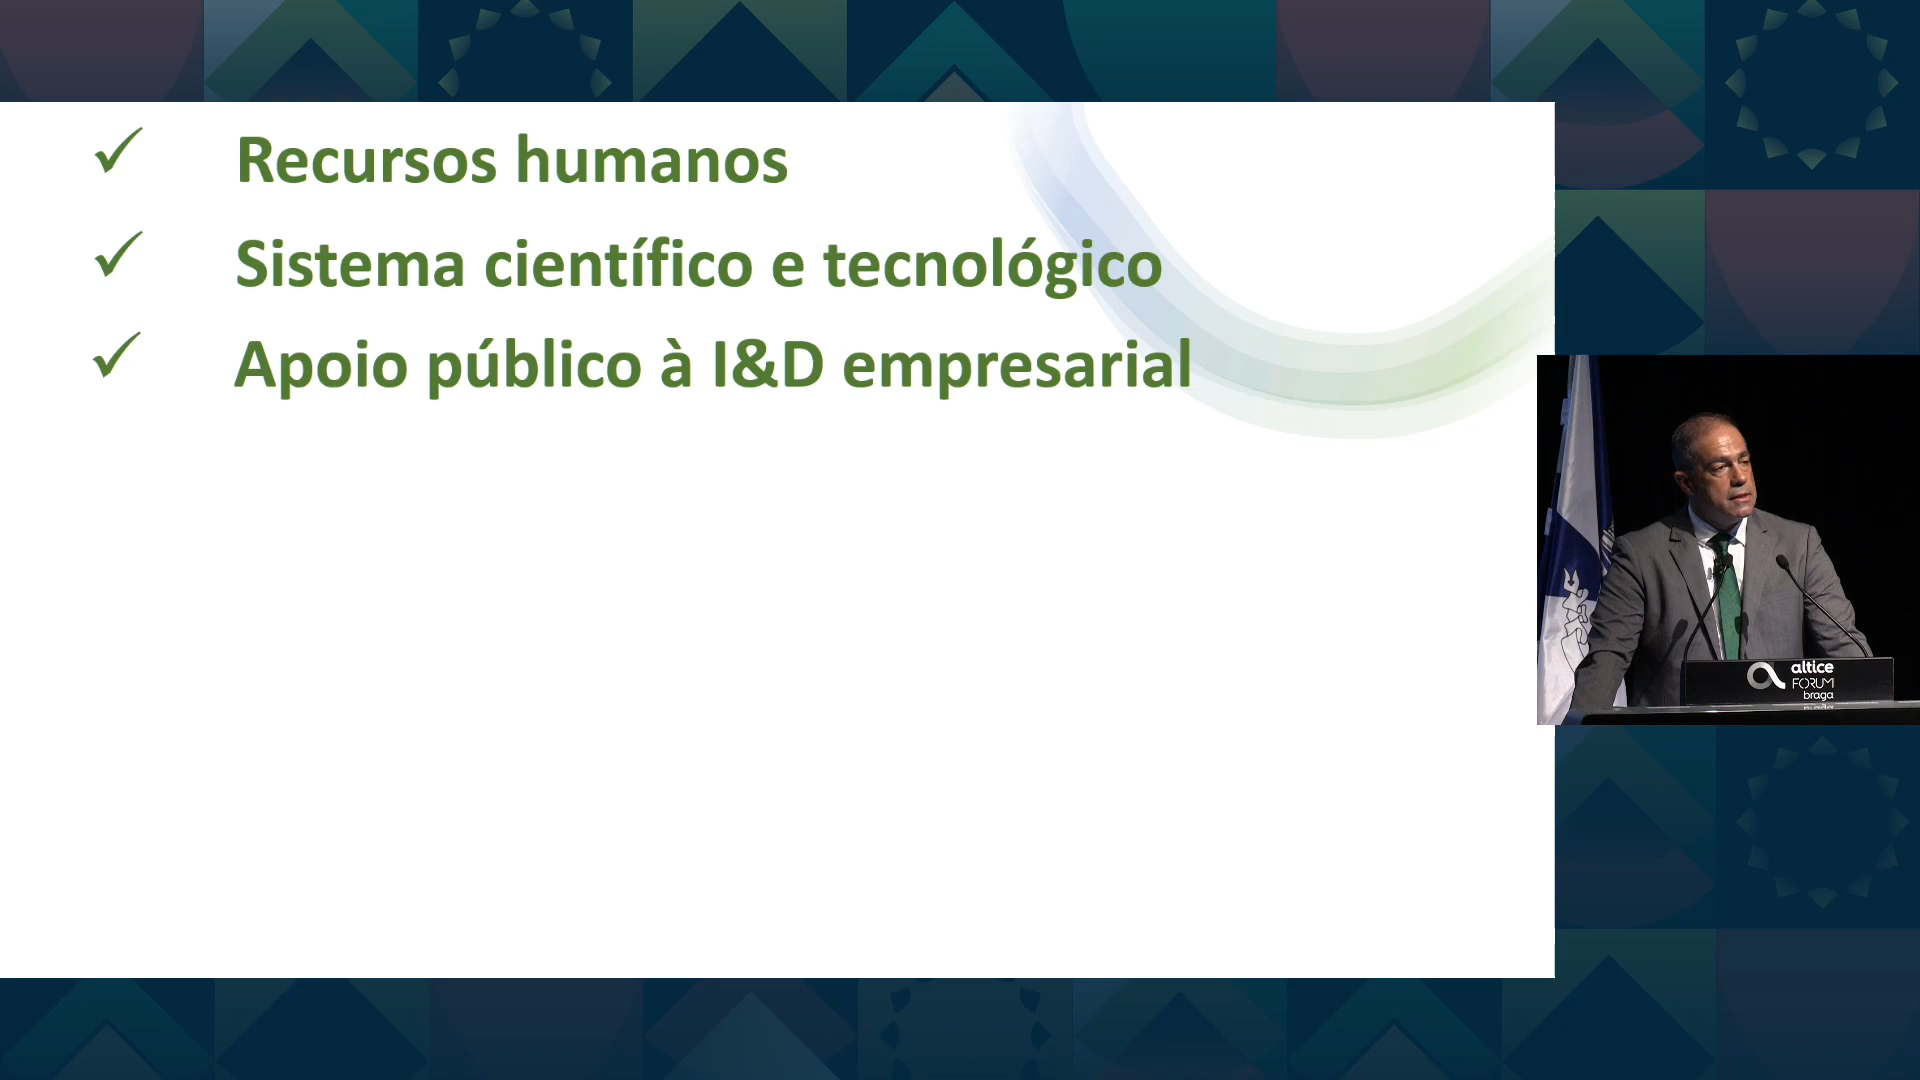 Recursos humanos
Sistema científico e tecnológico
Apoio público à I&D empresarial
altice
FORUM
braga